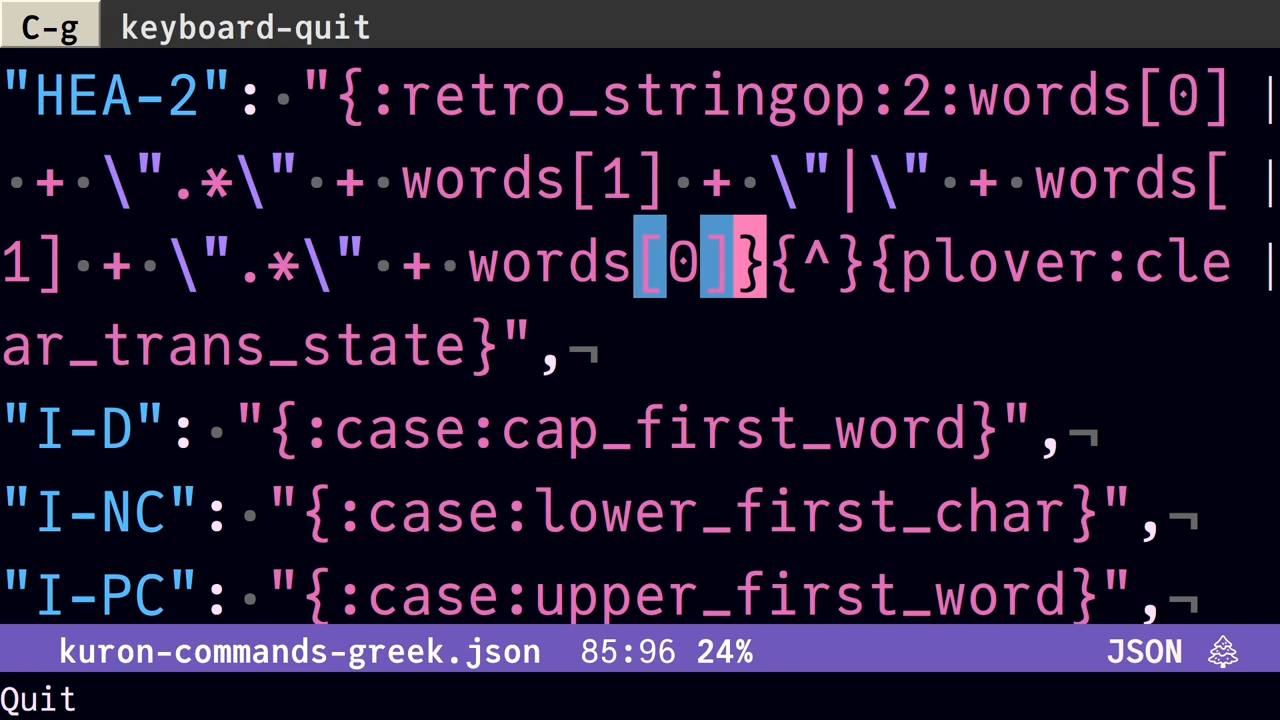 C-g keyboard-quit
"HEA-2":·"{:retro_stringop:2:words[0]
·+·\".*\"·+·words[1]·+·\"|\"·+·words[
1]·+·\".*\"·+·words[0]}{^}{plover:cle
ar_trans_state}",¬
"I-D":·"{:case:cap_first_word}",¬
"I-NC":·"{:case:lower_first_char}",¬
"I-PC":·"{:case:upper_first_word}",¬
kuron-commands-greek.json 85:96 24% JSON
Quit